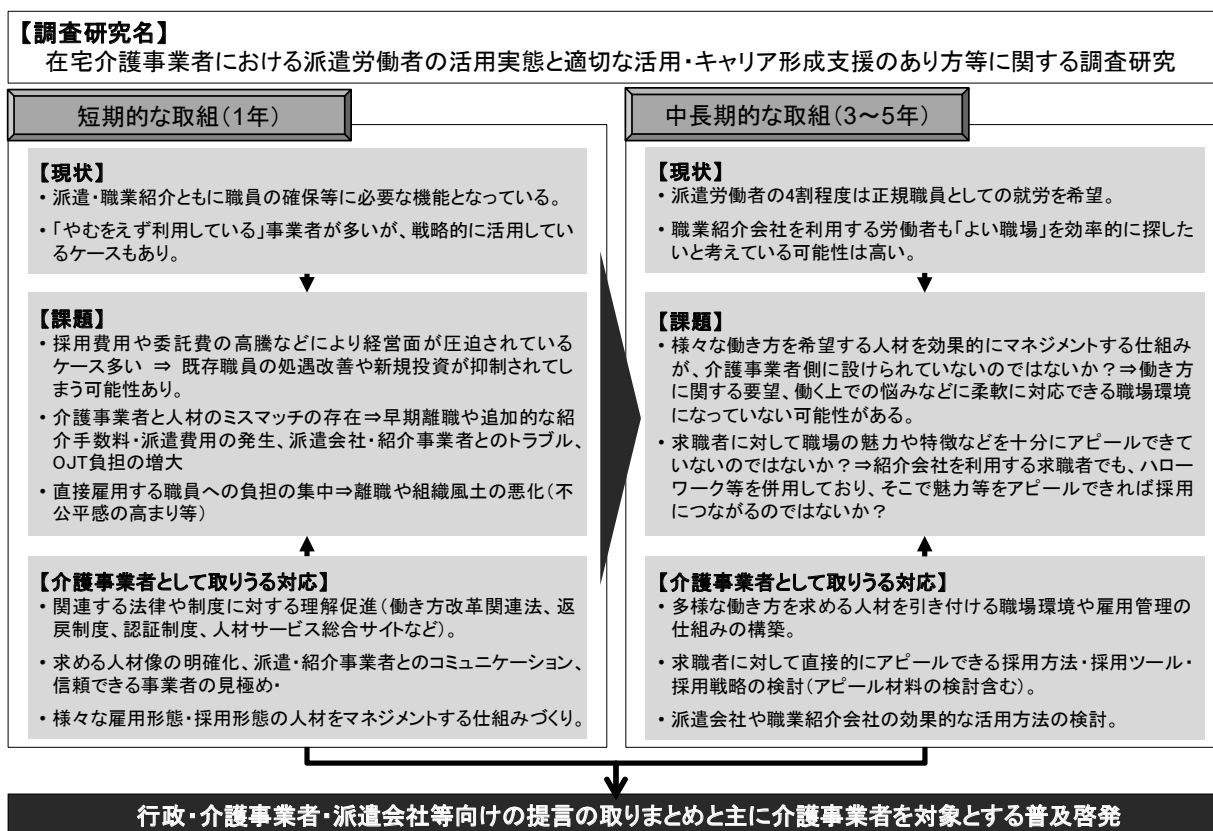 【調査研究名】
在宅介護事業者における派遣労働者の活用実態と適切な活用・キャリア形成支援のあり方等に関する調査研究
短期的な取組(1年)
【現状】
・派遣・職業紹介ともに職員の確保等に必要な機能となっている。
・「やむをえず利用している」事業者が多いが、戦略的に活用してい
るケースもあり。
【課題】
・採用費用や委託費の高騰などにより経営面が圧迫されている
ケース多い ⇒ 既存職員の処遇改善や新規投資が抑制されてし
まう可能性あり。
・介護事業者と人材のミスマッチの存在⇒早期離職や追加的な紹
介手数料・派遣費用の発生、派遣会社・紹介事業者とのトラブル、
OJT負担の増大
・直接雇用する職員への負担の集中⇒離職や組織風土の悪化(不
公平感の高まり等)
【介護事業者として取りうる対応】
・関連する法律や制度に対する理解促進(働き方改革関連法、返
戻制度、認証制度、人材サービス総合サイトなど)。
・求める人材像の明確化、派遣・紹介事業者とのコミュニケーション、
信頼できる事業者の見極め・
・様々な雇用形態・採用形態の人材をマネジメントする仕組みづくり。
中長期的な取組(3～5年)
【現状】
・派遣労働者の4割程度は正規職員としての就労を希望。
・職業紹介会社を利用する労働者も「よい職場」を効率的に探した
いと考えている可能性は高い。
【課題】
・様々な働き方を希望する人材を効果的にマネジメントする仕組み
が、介護事業者側に設けられていないのではないか？⇒働き方
に関する要望、働く上での悩みなどに柔軟に対応できる職場環境
になっていない可能性がある。
・求職者に対して職場の魅力や特徴などを十分にアピールできて
いないのではないか？⇒紹介会社を利用する求職者でも、ハロー
ワーク等を併用しており、そこで魅力等をアピールできれば採用
につながるのではないか？
【介護事業者として取りうる対応】
・多様な働き方を求める人材を引き付ける職場環境や雇用管理の
仕組みの構築。
・求職者に対して直接的にアピールできる採用方法・採用ツール・
採用戦略の検討(アピール材料の検討含む)。
・派遣会社や職業紹介会社の効果的な活用方法の検討。
行政・介護事業者・派遣会社等向けの提言の取りまとめと主に介護事業者を対象とする普及啓発